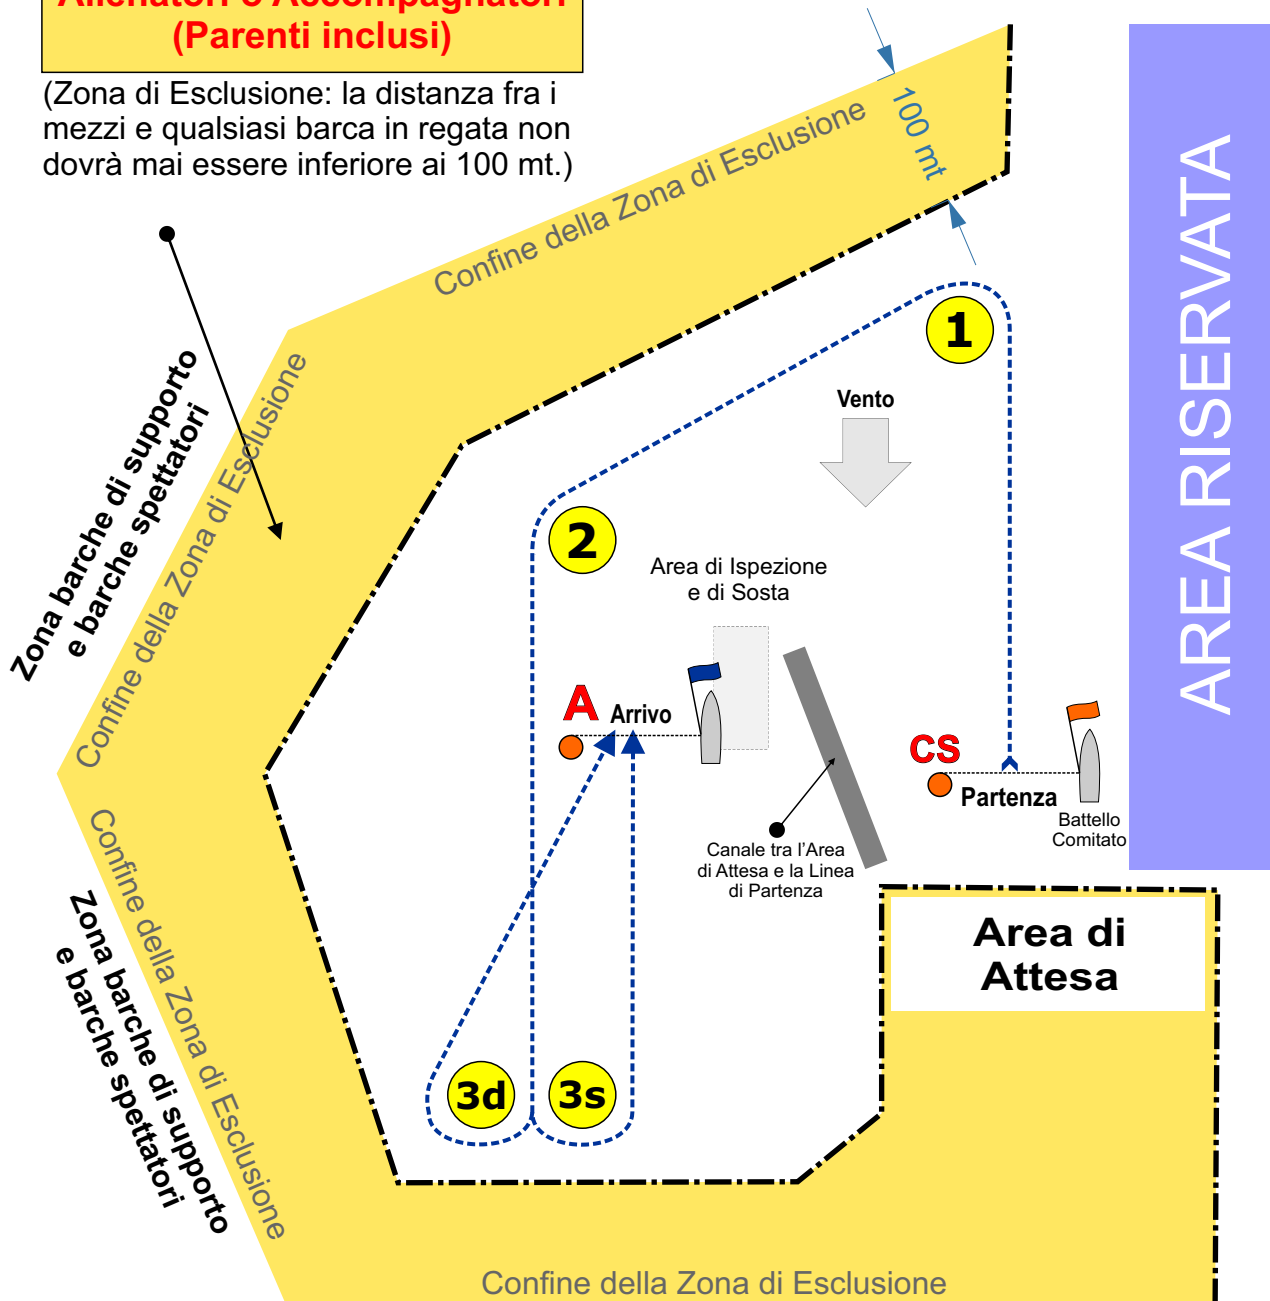 (Parenti inclusi)
(Zona di Esclusione: la distanza fra i
mezzi e qualsiasi barca in regata non
dovrà mai essere inferiore ai 100 mt.)
100 mt
Confine della Zona di Esclusione
AREA RISERVATA
1
Vento
Zona barche di supporto
e barche spettatori
Confine della Zona di Esclusione
2
Area di Ispezione
e di Sosta
A
Arrivo
CS
Partenza
Battello
Comitato
Canale tra l'Area
di Attesa e la Linea
di Partenza
Confine della Zona di Esclusione
Zona barche di supporto
e barche spettatori
Area di
Attesa
3d
3s
Confine della Zona di Esclusione